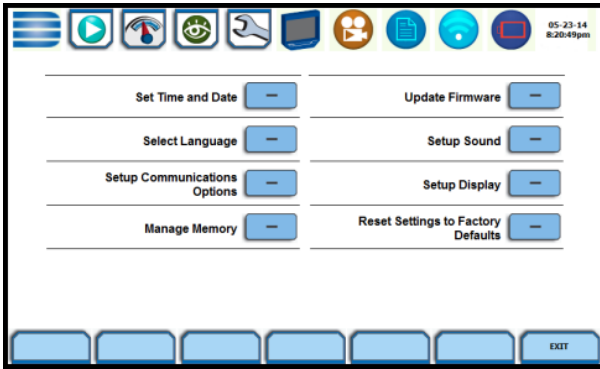 05-23-14
8:20:49pm
Set Time and Date
Update Firmware
Select Language
Setup Sound
Setup Communications
Options
Setup Display
Manage Memory
Reset Settings to Factory
Defaults
EXIT